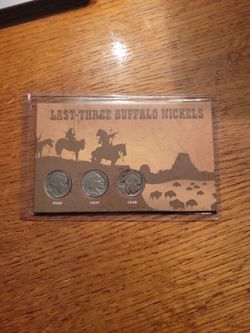 LAST-THREE BUFFALO NICKELS
1936 1937 1938